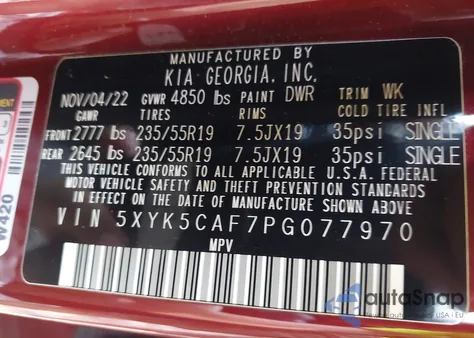 MANUFACTURED BY
KIA GEORGIA, INC.
NOV/04/22 GVWR 4850 lbs PAINT DWR TRIM WK
GAWR TIRES RIMS COLD TIRE INFL
FRONT 2777 lbs 235/55R19 7.5JX19 35psi SINGLE
REAR 2645 lbs 235/55R19 7.5JX19 35psi SINGLE
THIS VEHICLE CONFORMS TO ALL APPLICABLE U.S.A. FEDERAL
MOTOR VEHICLE SAFETY AND THEFT PREVENTION STANDARDS
IN EFFECT ON THE DATE OF MANUFACTURE SHOWN ABOVE
VIN 5XYK5CAF7PG077970
MPV
W420
autoSnap